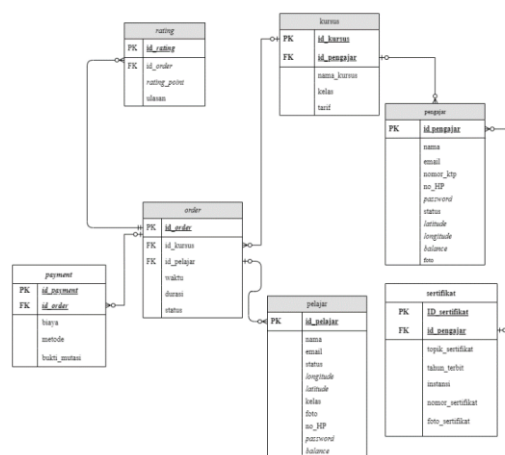 rating
PK id_rating
FK id_order
rating_point
ulasan
kursus
PK id_kursus
FK id_pengajar
nama_kursus
kelas
tarif
pengajar
PK id_pengajar
nama
email
nomor_ktp
no_HP
password
status
latitude
longitude
balance
foto
order
PK id_order
FK id_kursus
FK id_pelajar
waktu
durasi
status
payment
PK id_payment
FK id_order
biaya
metode
bukti_mutasi
pelajar
PK id_pelajar
nama
email
status
longitude
latitude
kelas
foto
no_HP
password
balance
sertifikat
PK ID_sertifikat
FK id_pengajar
topik_sertifikat
tahun_terbit
instansi
nomor_sertifikat
foto_sertifikat